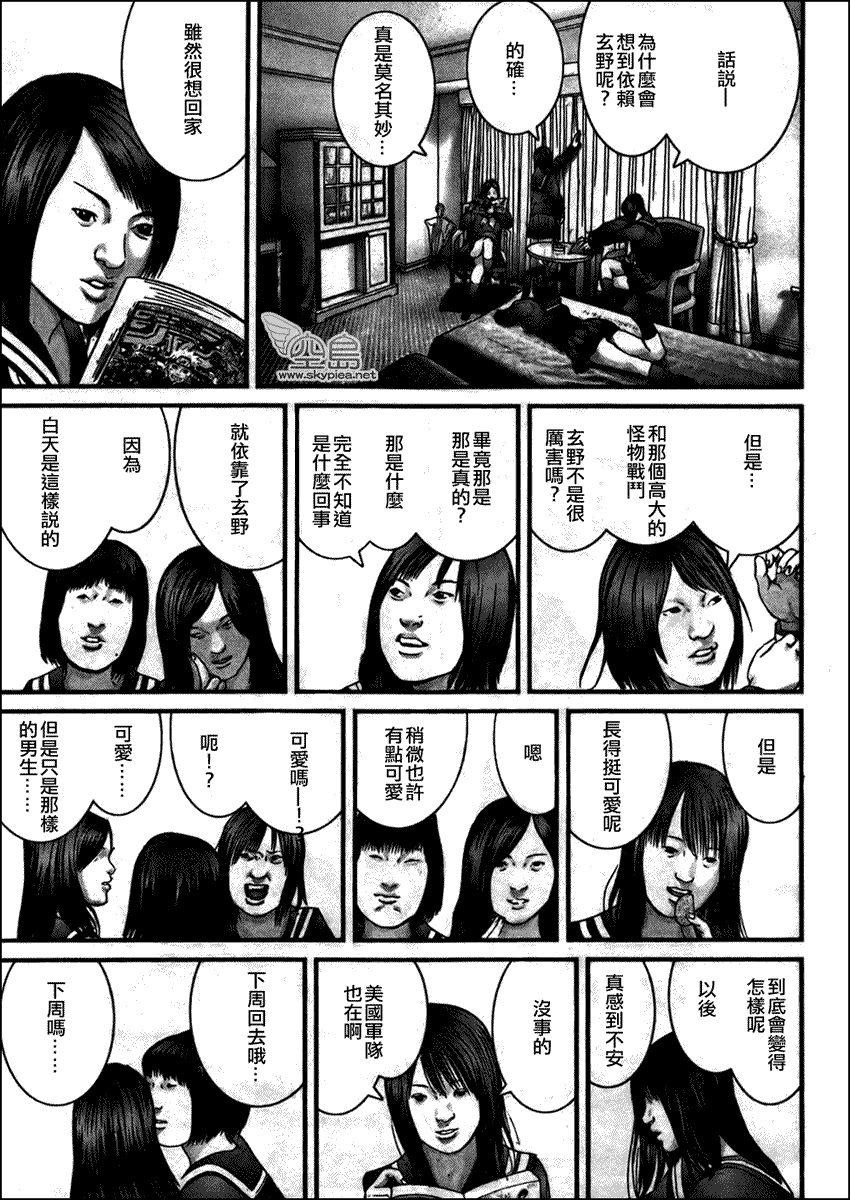 話說—
為什麼會
想到依賴
玄野呢？
的確…
真是莫名其妙…
雖然很想回家
空島
www.skypiea.net
但是…
和那個高大的
怪物戰鬥
玄野不是很
厲害嗎？
畢竟那是
那是真的？
那是什麼
完全不知道
是什麼回事
就依靠了玄野
因為
白天是這樣說的
但是
長得挺可愛呢
嗯
稍微也許
有點可愛
可愛嗎—！？
呃！？
可愛……
但是只是那樣
的男生……
到底會變得
怎樣呢
以後
真感到不安
沒事的
美國軍隊
也在啊
下周回去哦…
下周嗎……